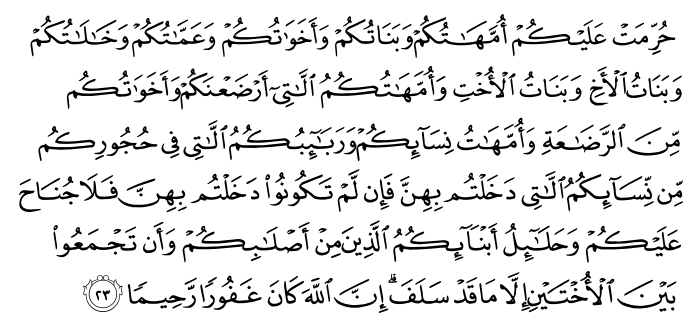 حُرِّمَتْ عَلَيْكُمْ أُمَّهَـٰتُكُمْ وَبَنَاتُكُمْ وَأَخَوَٰتُكُمْ وَعَمَّـٰتُكُمْ وَخَـٰلَـٰتُكُمْ
وَبَنَاتُ ٱلْأَخِ وَبَنَاتُ ٱلْأُخْتِ وَأُمَّهَـٰتُكُمُ ٱلَّـٰتِىٓ أَرْضَعْنَكُمْ وَأَخَوَٰتُكُم
مِّنَ ٱلرَّضَـٰعَةِ وَأُمَّهَـٰتُ نِسَآئِكُمْ وَرَبَـٰٓئِبُكُمُ ٱلَّـٰتِى فِى حُجُورِكُم
مِّن نِّسَآئِكُمُ ٱلَّـٰتِى دَخَلْتُم بِهِنَّ فَإِن لَّمْ تَكُونُوا۟ دَخَلْتُم بِهِنَّ فَلَا جُنَاحَ
عَلَيْكُمْ وَحَلَـٰٓئِلُ أَبْنَآئِكُمُ ٱلَّذِينَ مِنْ أَصْلَـٰبِكُمْ وَأَن تَجْمَعُوا۟
بَيْنَ ٱلْأُخْتَيْنِ إِلَّا مَا قَدْ سَلَفَ ۗ إِنَّ ٱللَّهَ كَانَ غَفُورًا رَّحِيمًا ٢٣